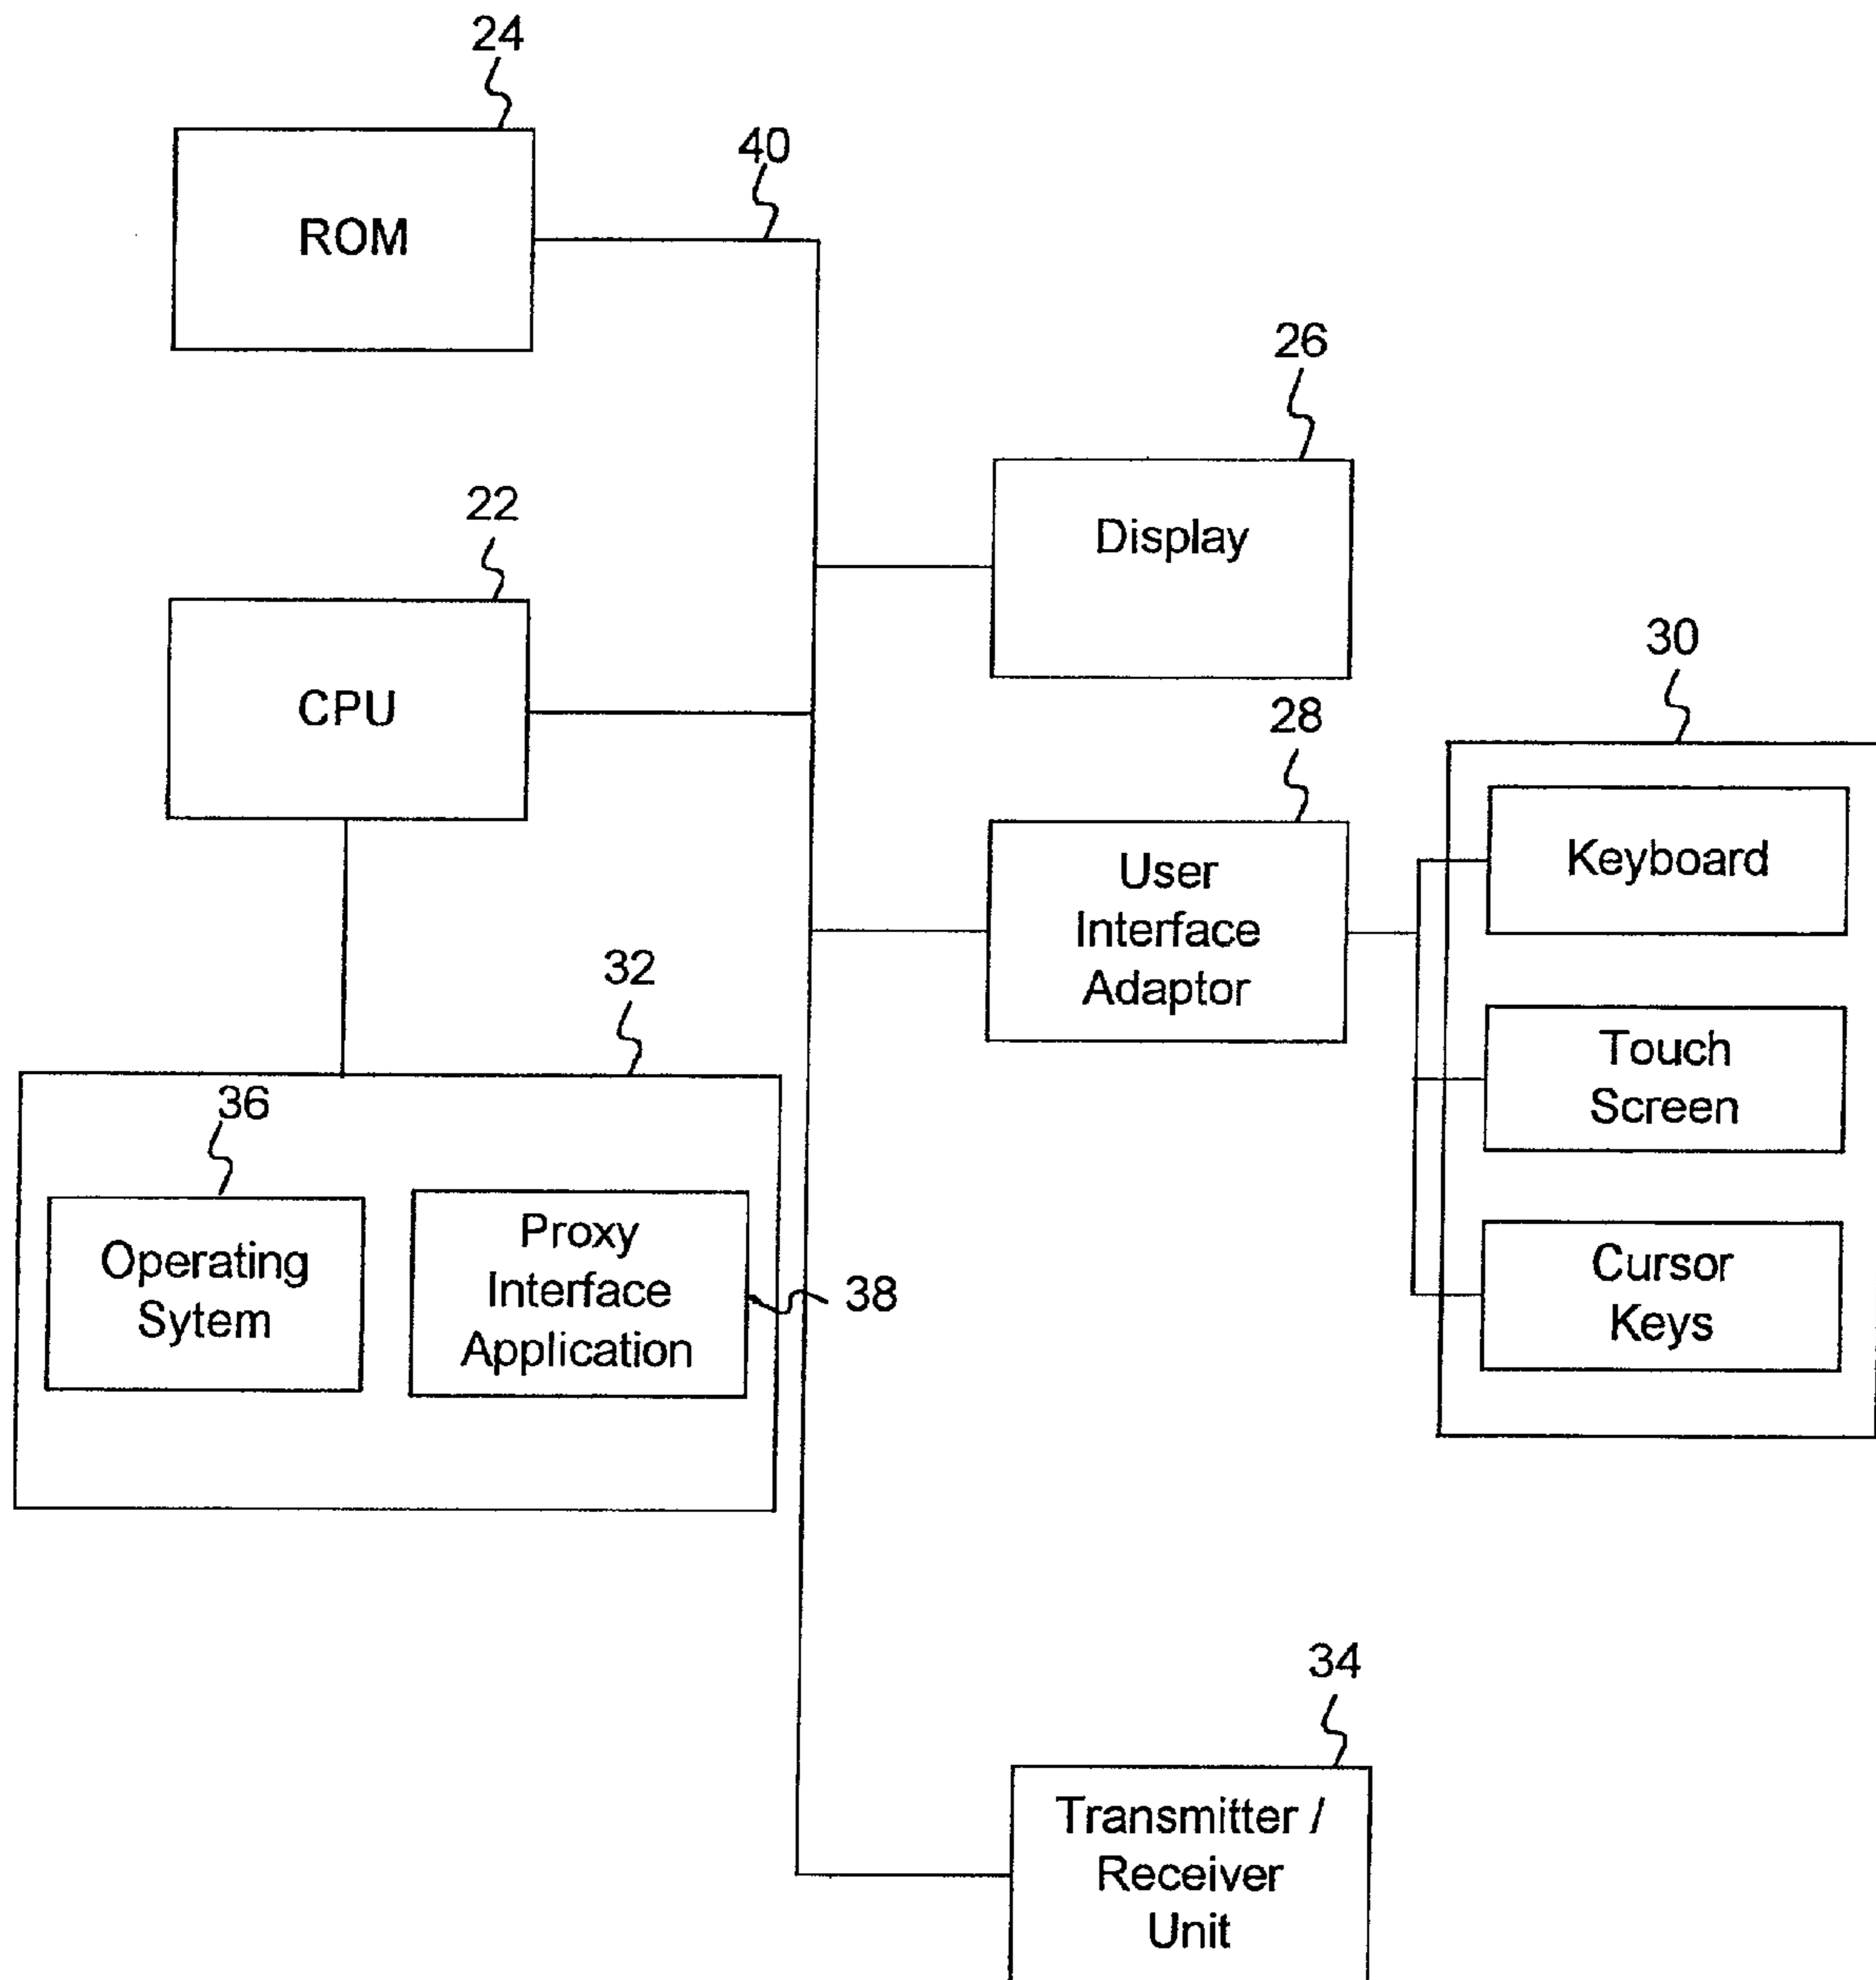 24
ROM
40
26
Display
22
CPU
30
28
User
Interface
Adaptor
Keyboard
Touch
Screen
Cursor
Keys
32
36
Operating
Sytem
Proxy
Interface
Application
38
34
Transmitter /
Receiver
Unit